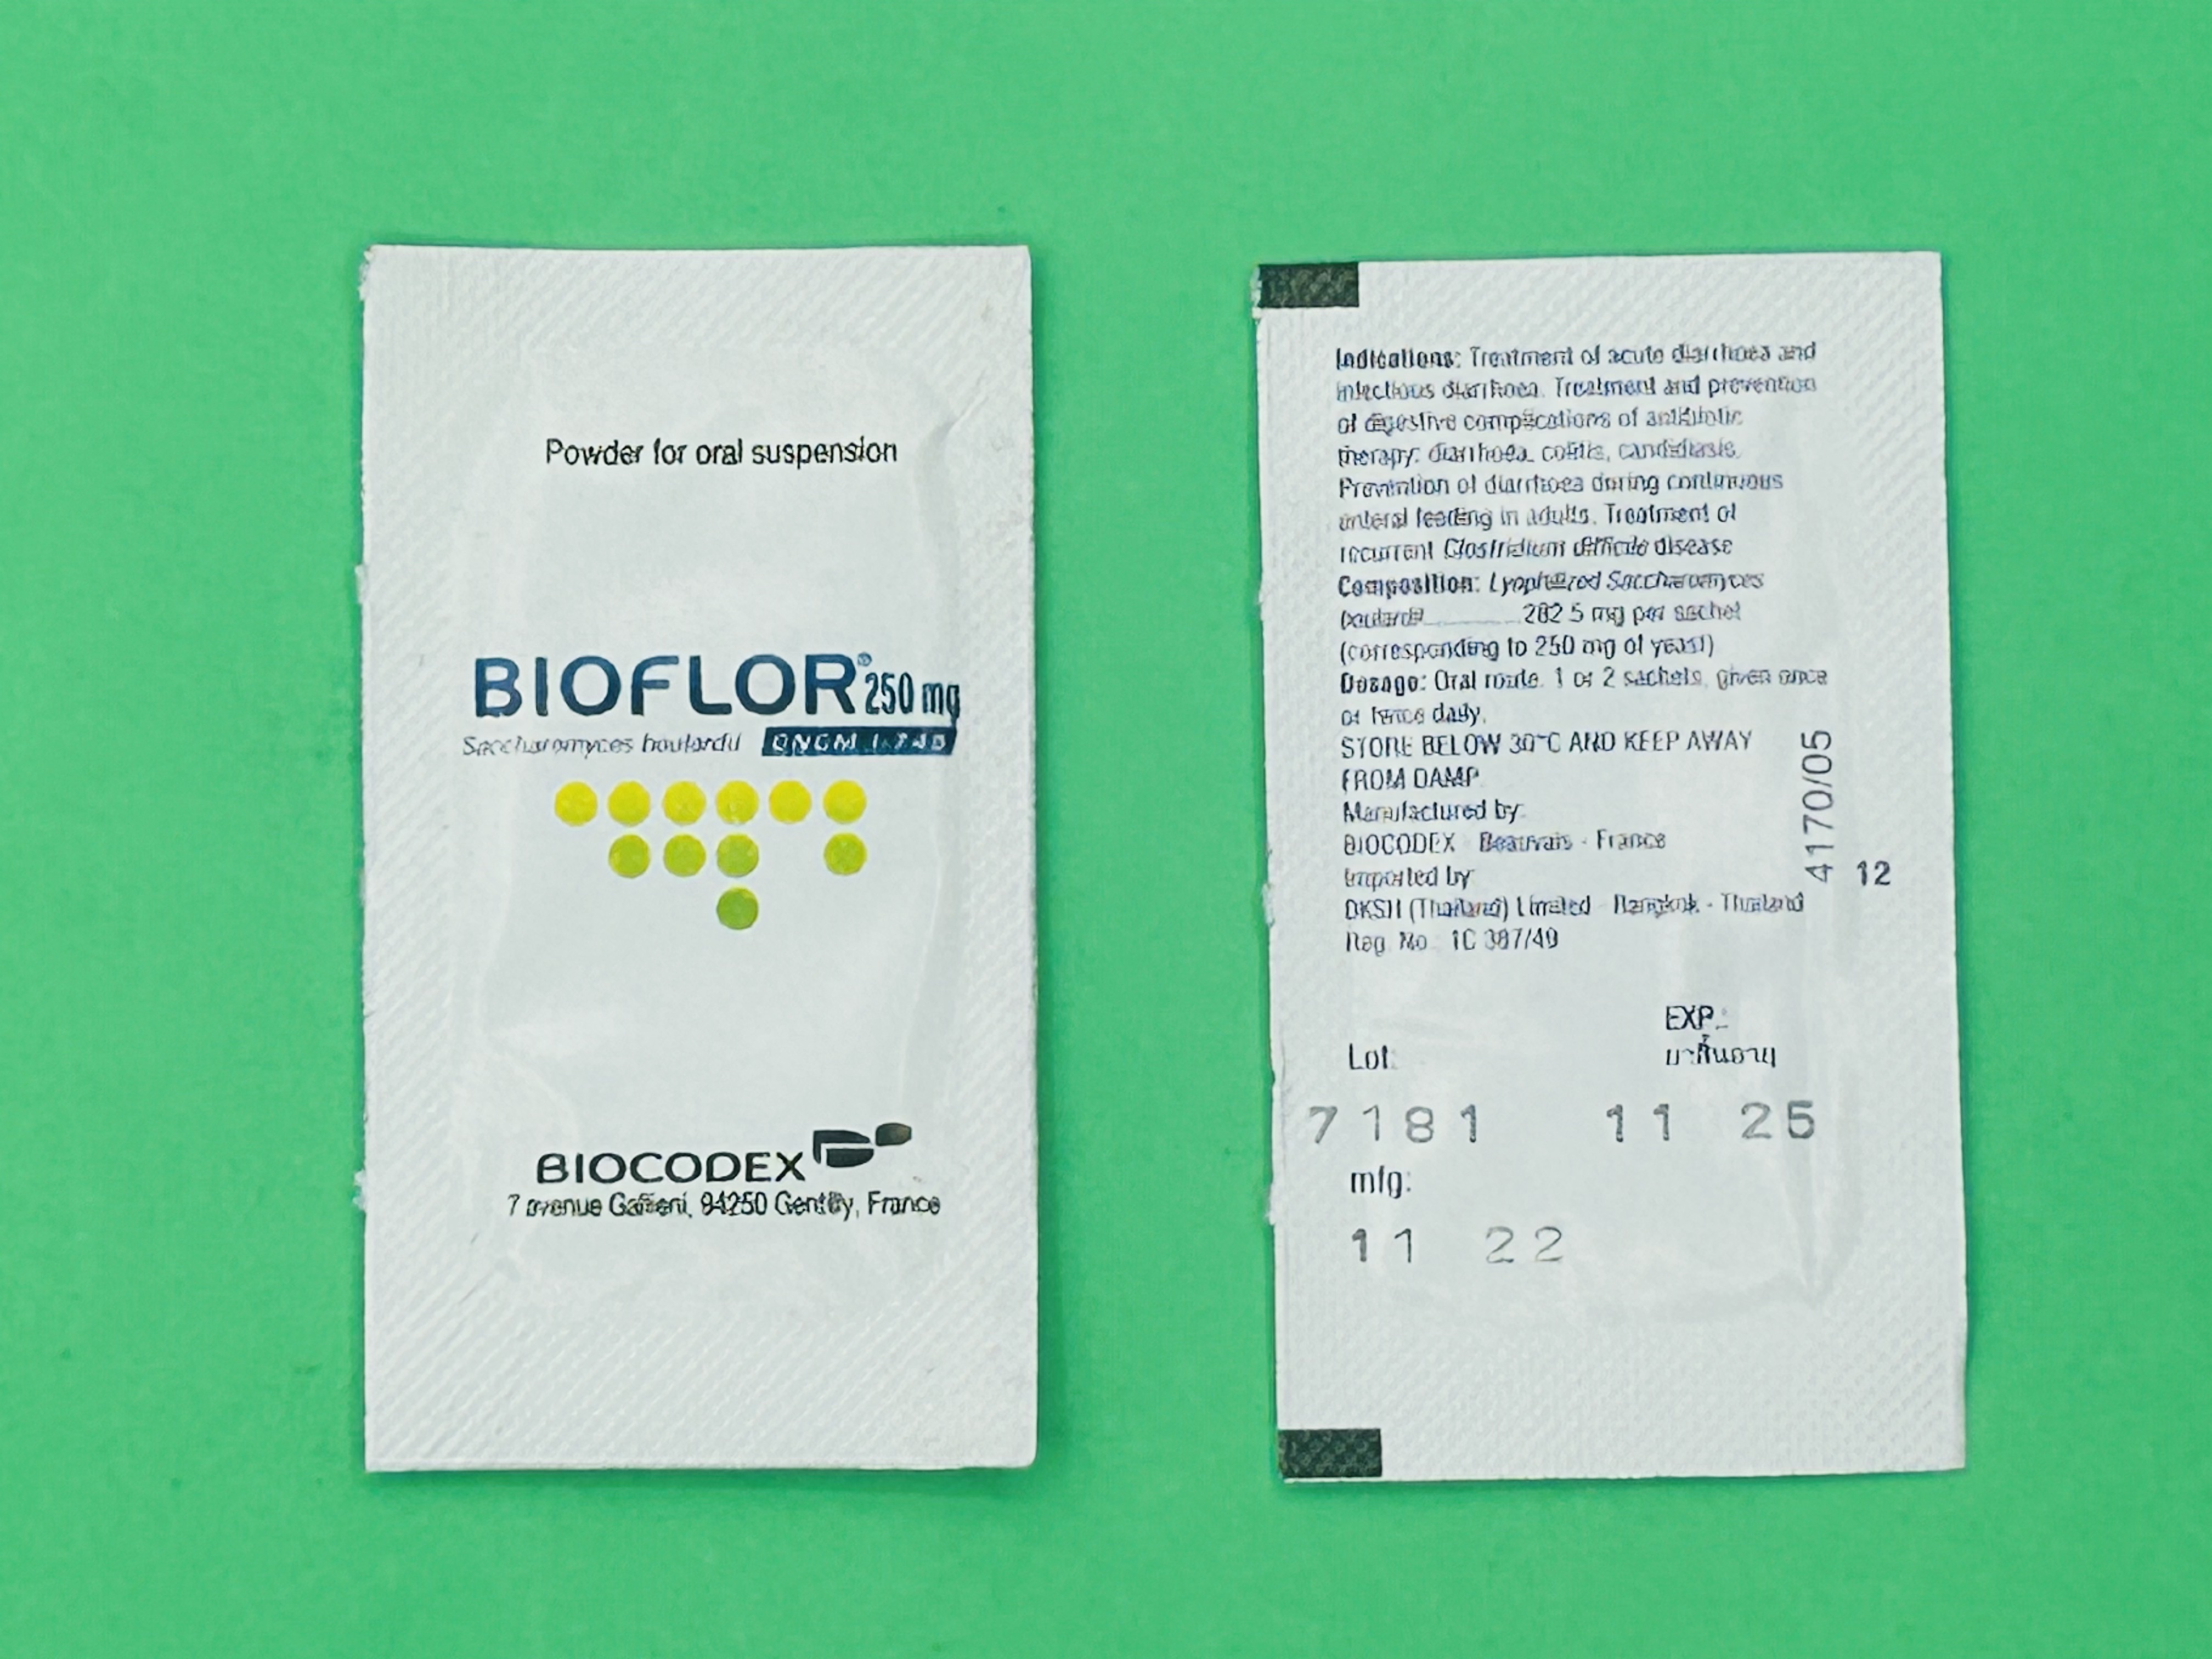 Powder for oral suspension
BIOFLOR® 250 mg
Saccharomyces boulardii CNCM I-745
BIOCODEX
7 avenue Gallieni, 94250 Gentilly, France
Indications: Treatment of acute diarrhoea and
infectious diarrhoea. Treatment and prevention
of digestive complications of antibiotic
therapy: diarrhoea, colitis, candidiasis.
Prevention of diarrhoea during continuous
enteral feeding in adults. Treatment of
recurrent Clostridium difficile disease
Composition: Lyophilized Saccharomyces
boulardii 282.5 mg per sachet
(corresponding to 250 mg of yeast)
Dosage: Oral route. 1 or 2 sachets, given once
or twice daily.
STORE BELOW 30°C AND KEEP AWAY
FROM DAMP
Manufactured by:
BIOCODEX - Beauvais - France
Imported by
DKSH (Thailand) Limited - Bangkok - Thailand
Reg. No. 1C 387/49
4170/05
12
Lot:
EXP.:
ยาสิ้นอายุ
7181
11 25
mfg:
11 22